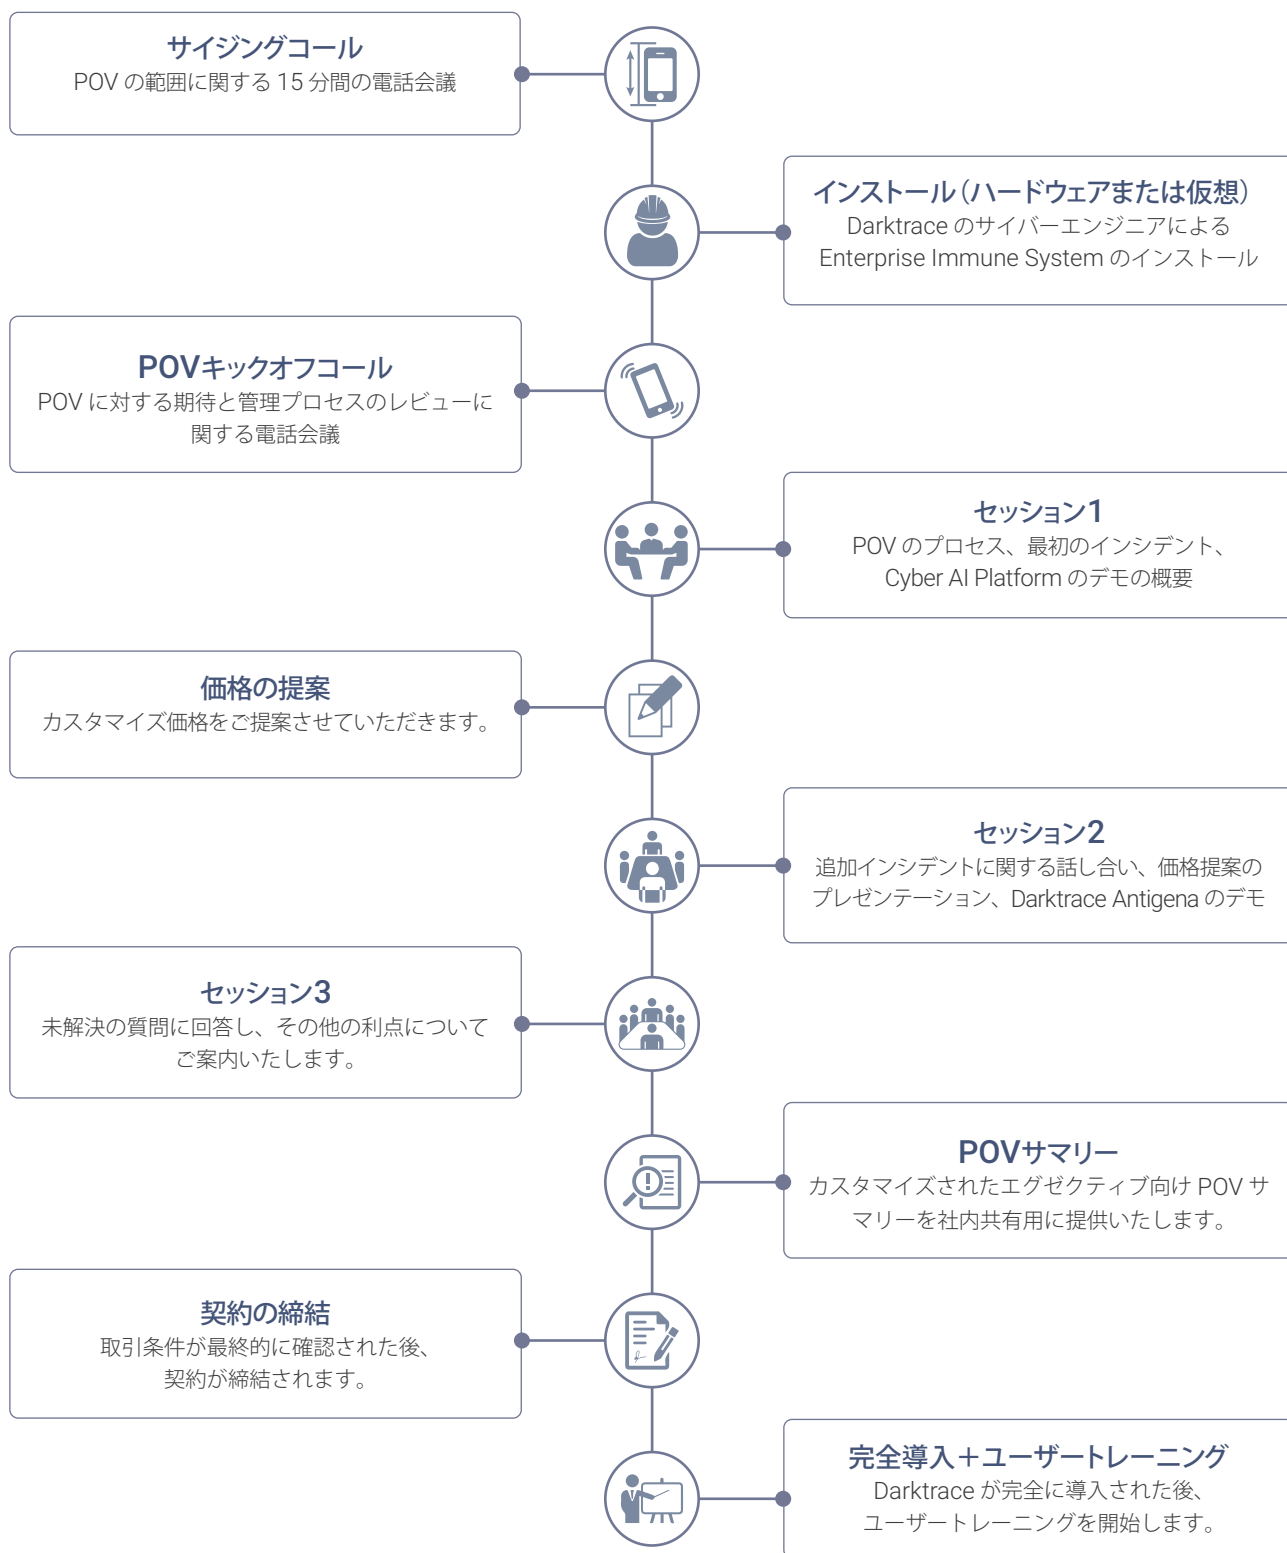 サイジングコール
POV の範囲に関する 15 分間の電話会議
インストール（ハードウェアまたは仮想）
Darktrace のサイバーエンジニアによる
Enterprise Immune System のインストール
POVキックオフコール
POV に対する期待と管理プロセスのレビューに
関する電話会議
セッション1
POV のプロセス、最初のインシデント、
Cyber AI Platform のデモの概要
価格の提案
カスタマイズ価格をご提案させていただきます。
セッション2
追加インシデントに関する話し合い、価格提案の
プレゼンテーション、Darktrace Antigena のデモ
セッション3
未解決の質問に回答し、その他の利点について
ご案内いたします。
POVサマリー
カスタマイズされたエグゼクティブ向け POV サ
マリーを社内共有用に提供いたします。
契約の締結
取引条件が最終的に確認された後、
契約が締結されます。
完全導入＋ユーザートレーニング
Darktrace が完全に導入された後、
ユーザートレーニングを開始します。